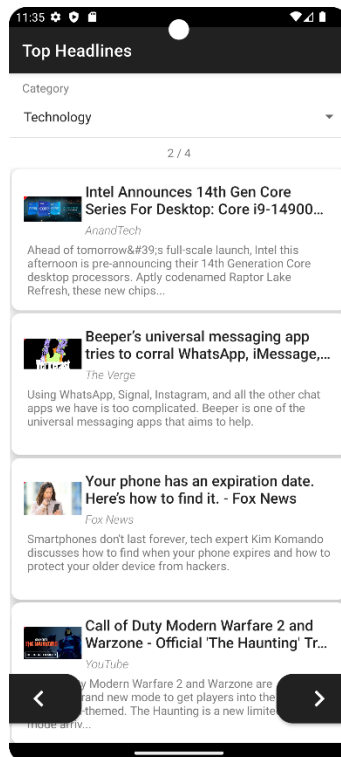 11:35
Top Headlines
Category
Technology
2 / 4
Intel Announces 14th Gen Core
Series For Desktop: Core i9-14900...
AnandTech
Ahead of tomorrow&#39;s full-scale launch, Intel this
afternoon is pre-announcing their 14th Generation Core
desktop processors. Aptly codenamed Raptor Lake
Refresh, these new chips...
Beeper's universal messaging app
tries to corral WhatsApp, iMessage,...
The Verge
Using WhatsApp, Signal, Instagram, and all the other chat
apps we have is too complicated. Beeper is one of the
universal messaging apps that aims to help.
Your phone has an expiration date.
Here's how to find it. - Fox News
Fox News
Smartphones don't last forever, tech expert Kim Komando
discusses how to find when your phone expires and how to
protect your older device from hackers.
Call of Duty Modern Warfare 2 and
Warzone - Official 'The Haunting' Tr...
YouTube
y Modern Warfare 2 and Warzone are
rand new mode to get players into the
-themed. The Haunting is a new limite
mode arriv...